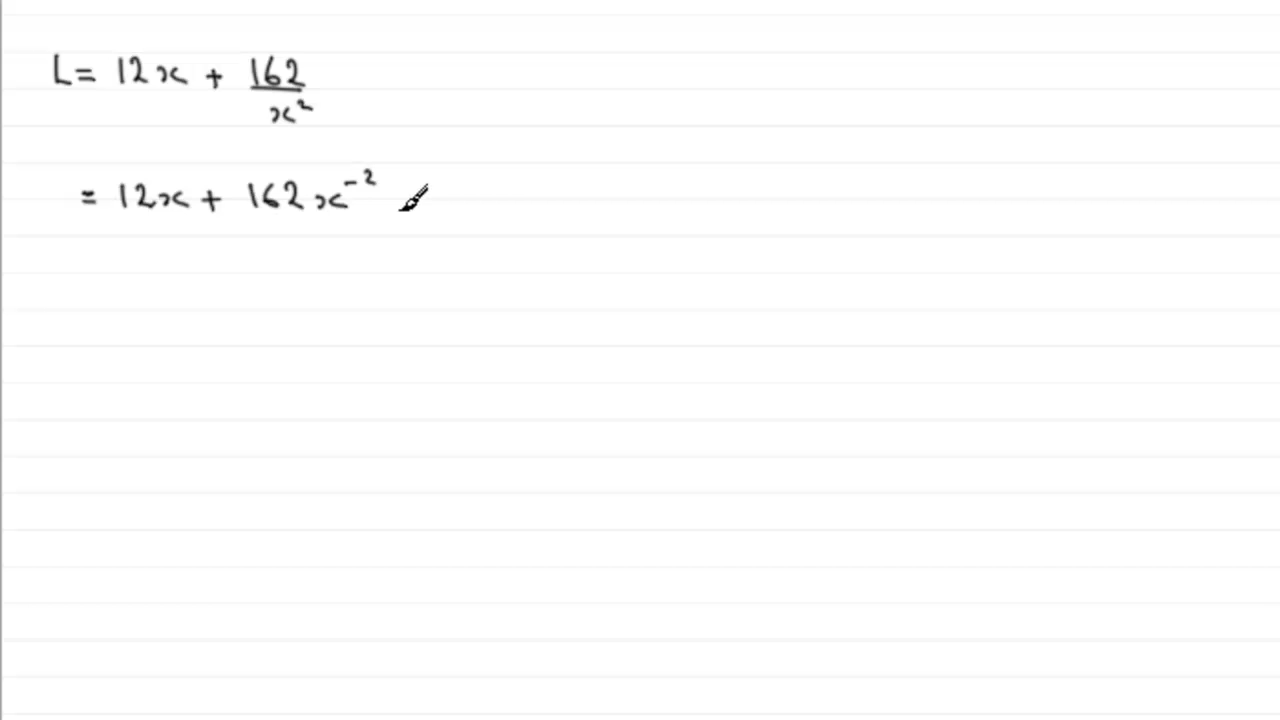 L = 12x + 162/x²
= 12x + 162x⁻²